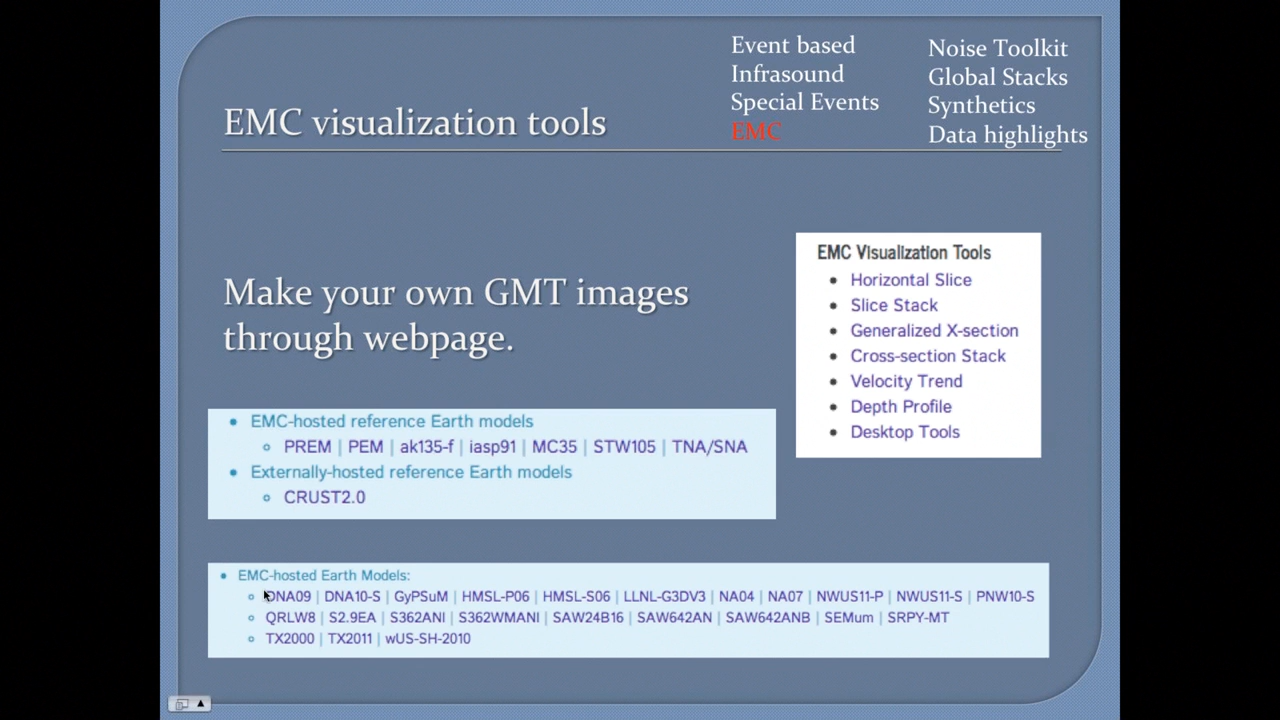 Event based
Infrasound
Special Events
EMC
Noise Toolkit
Global Stacks
Synthetics
Data highlights
EMC visualization tools
Make your own GMT images
through webpage.
EMC Visualization Tools
• Horizontal Slice
• Slice Stack
• Generalized X-section
• Cross-section Stack
• Velocity Trend
• Depth Profile
• Desktop Tools
• EMC-hosted reference Earth models
PREM | PEM | ak135-f | iasp91 | MC35 | STW105 | TNA/SNA
• Externally-hosted reference Earth models
CRUST2.0
• EMC-hosted Earth Models:
DNA09 | DNA10-S | GyPSuM | HMSL-P06 | HMSL-S06 | LLNL-G3DV3 | NA04 | NA07 | NWUS11-P | NWUS11-S | PNW10-S
QRLW8 | S2.9EA | S362ANI | S362WMANI | SAW24B16 | SAW642AN | SAW642ANB | SEMum | SRPY-MT
TX2000 | TX2011 | wUS-SH-2010